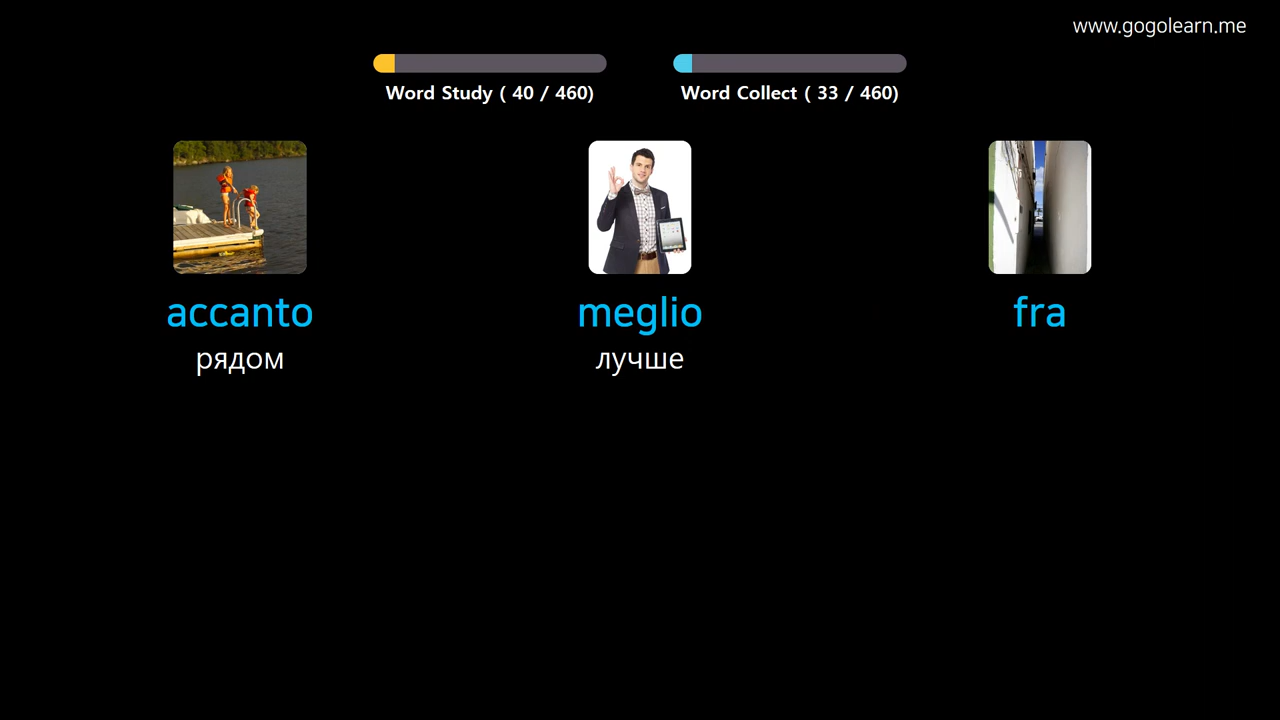 www.gogolearn.me
Word Study ( 40 / 460)
Word Collect ( 33 / 460)
accanto
meglio
fra
рядом
лучше